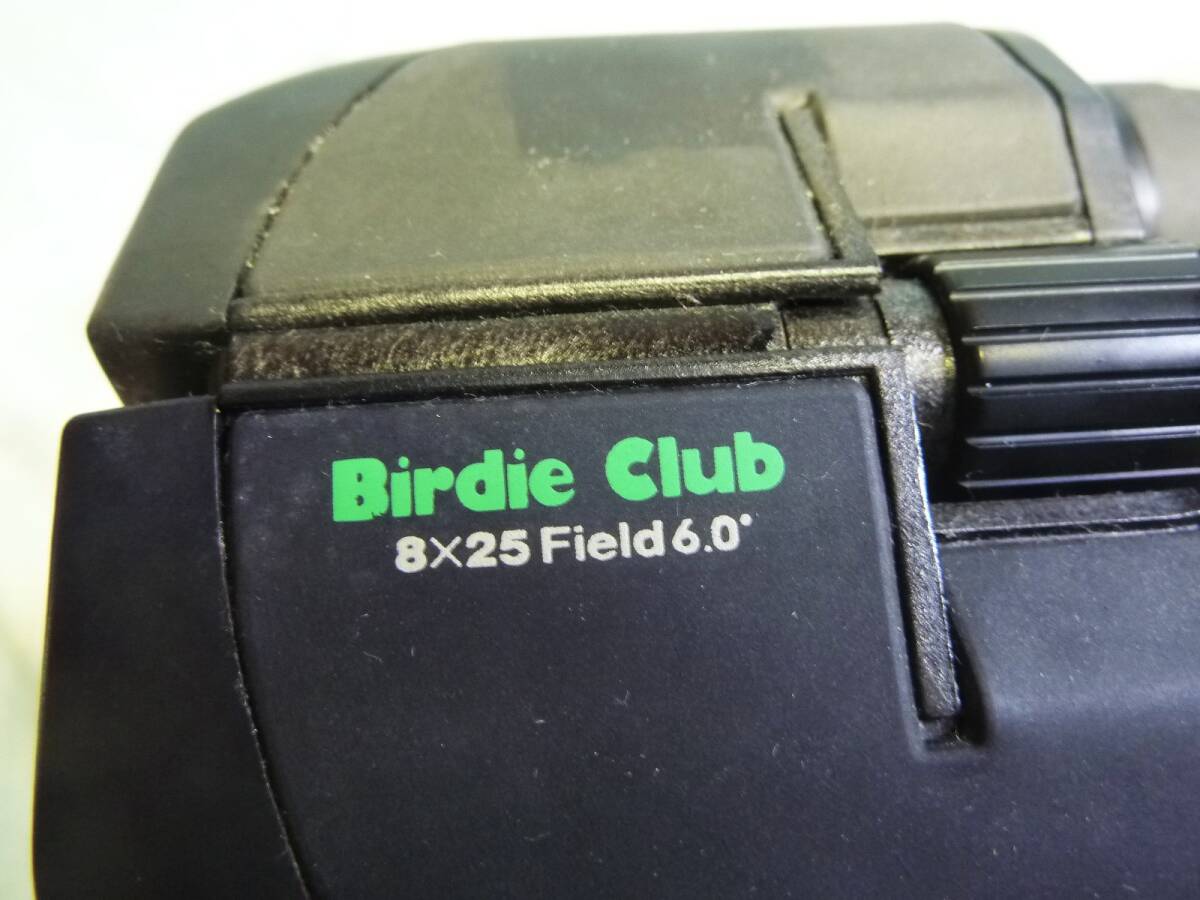 Birdie Club
8×25 Field 6.0°